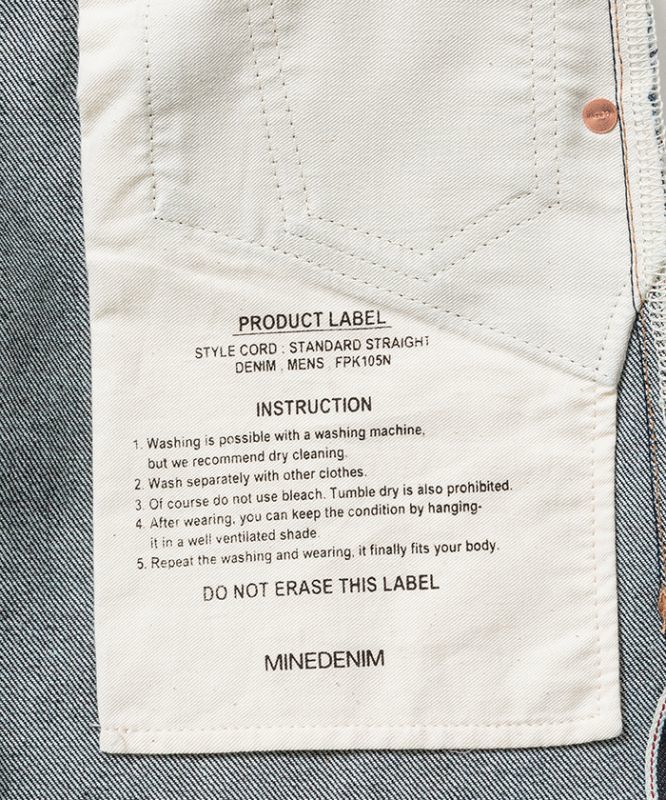 PRODUCT LABEL
STYLE CORD : STANDARD STRAIGHT
DENIM . MENS . FPK105N
INSTRUCTION
1. Washing is possible with a washing machine,
but we recommend dry cleaning.
2. Wash separately with other clothes.
3. Of course do not use bleach. Tumble dry is also prohibited.
4. After wearing, you can keep the condition by hanging-
it in a well ventilated shade.
5. Repeat the washing and wearing, it finally fits your body.
DO NOT ERASE THIS LABEL
MINEDENIM